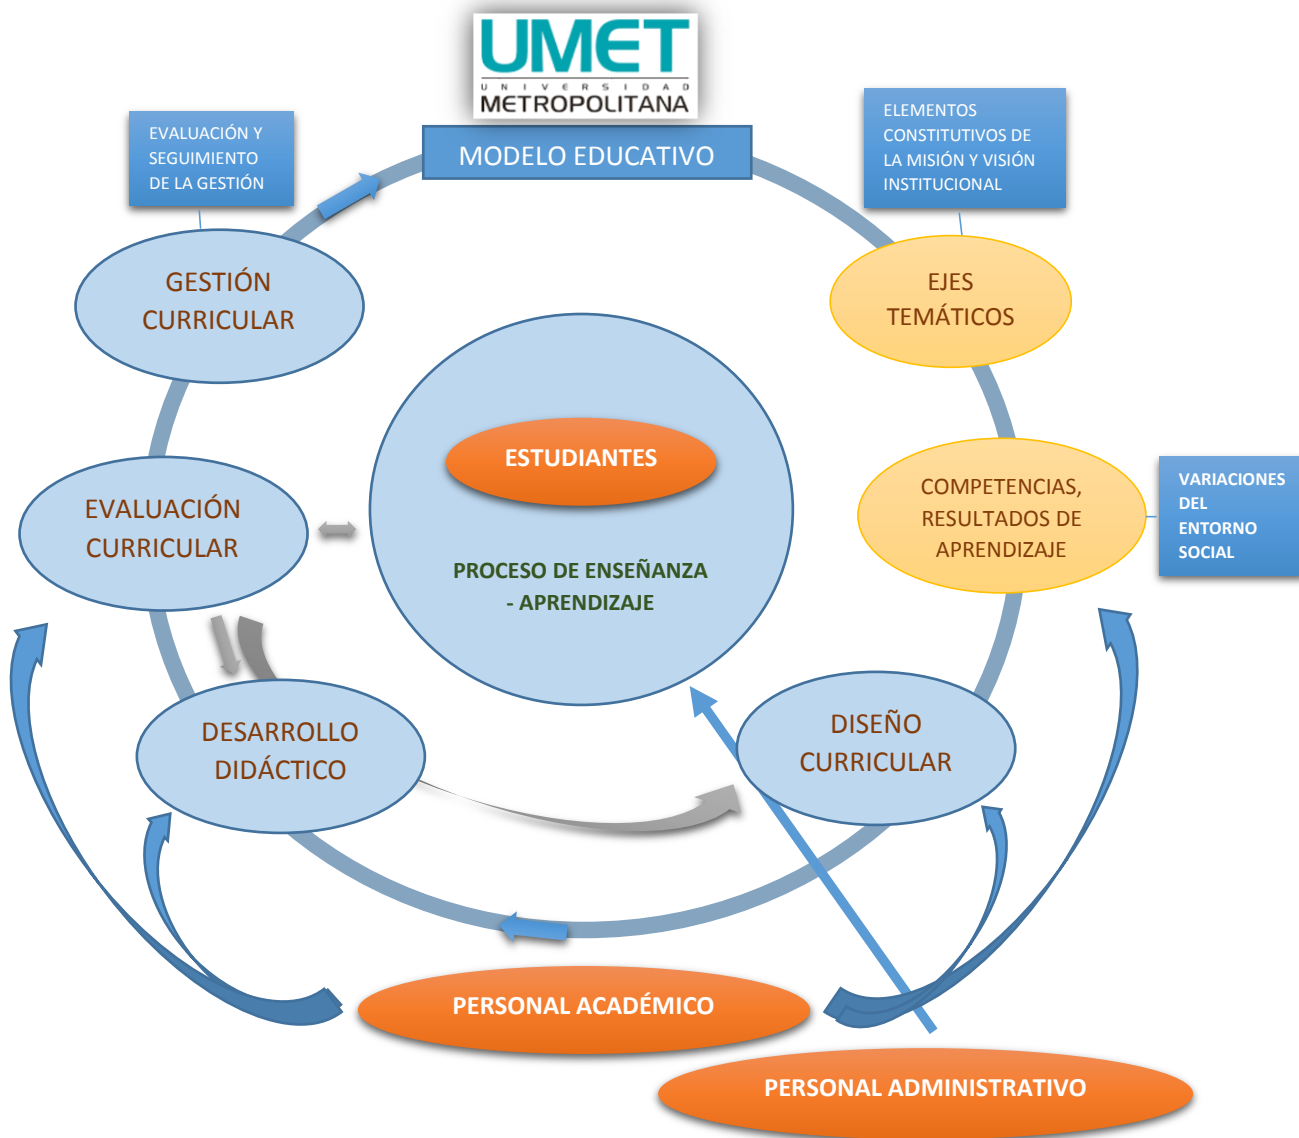 UMET
UNIVERSIDAD
METROPOLITANA
MODELO EDUCATIVO
EVALUACIÓN Y
SEGUIMIENTO
DE LA GESTIÓN
ELEMENTOS
CONSTITUTIVOS DE
LA MISIÓN Y VISIÓN
INSTITUCIONAL
GESTIÓN
CURRICULAR
EJES
TEMÁTICOS
ESTUDIANTES
PROCESO DE ENSEÑANZA
- APRENDIZAJE
EVALUACIÓN
CURRICULAR
COMPETENCIAS,
RESULTADOS DE
APRENDIZAJE
VARIACIONES
DEL
ENTORNO
SOCIAL
DESARROLLO
DIDÁCTICO
DISEÑO
CURRICULAR
PERSONAL ACADÉMICO
PERSONAL ADMINISTRATIVO